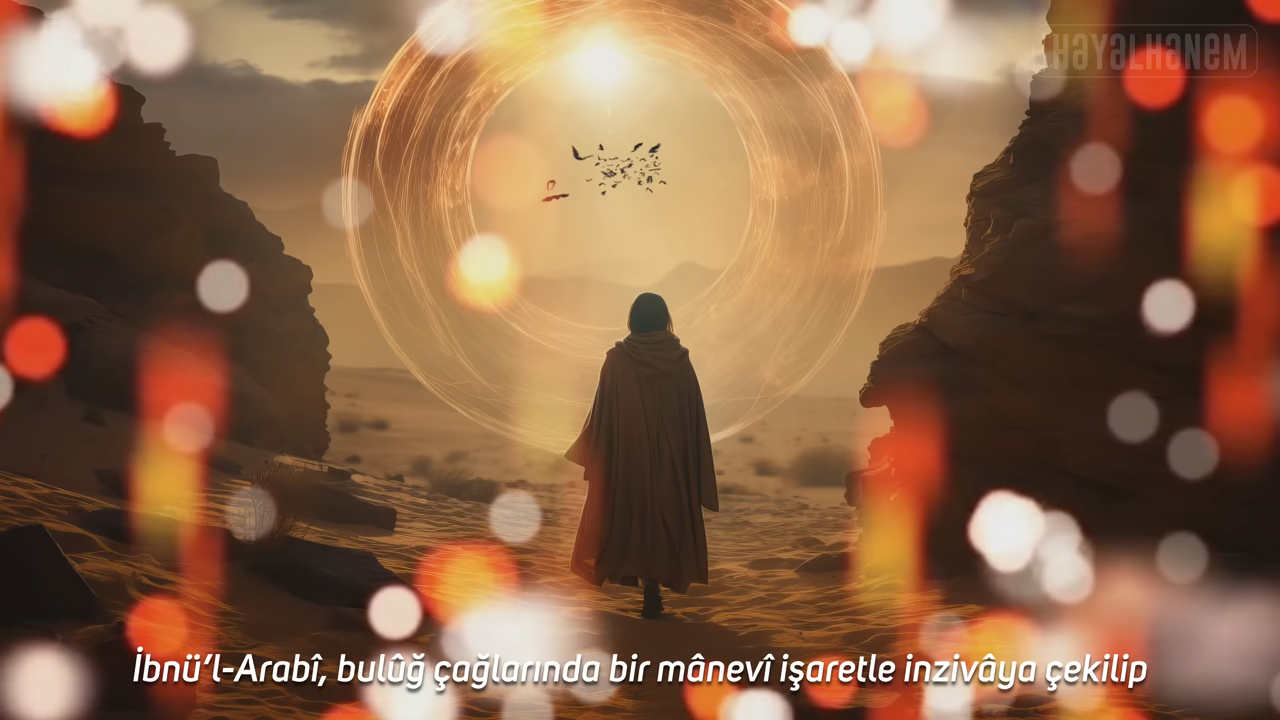 HAYALHANEM
İbnü’l-Arabî, bulûğ çağlarında bir mânevî işaretle inzivâya çekilip